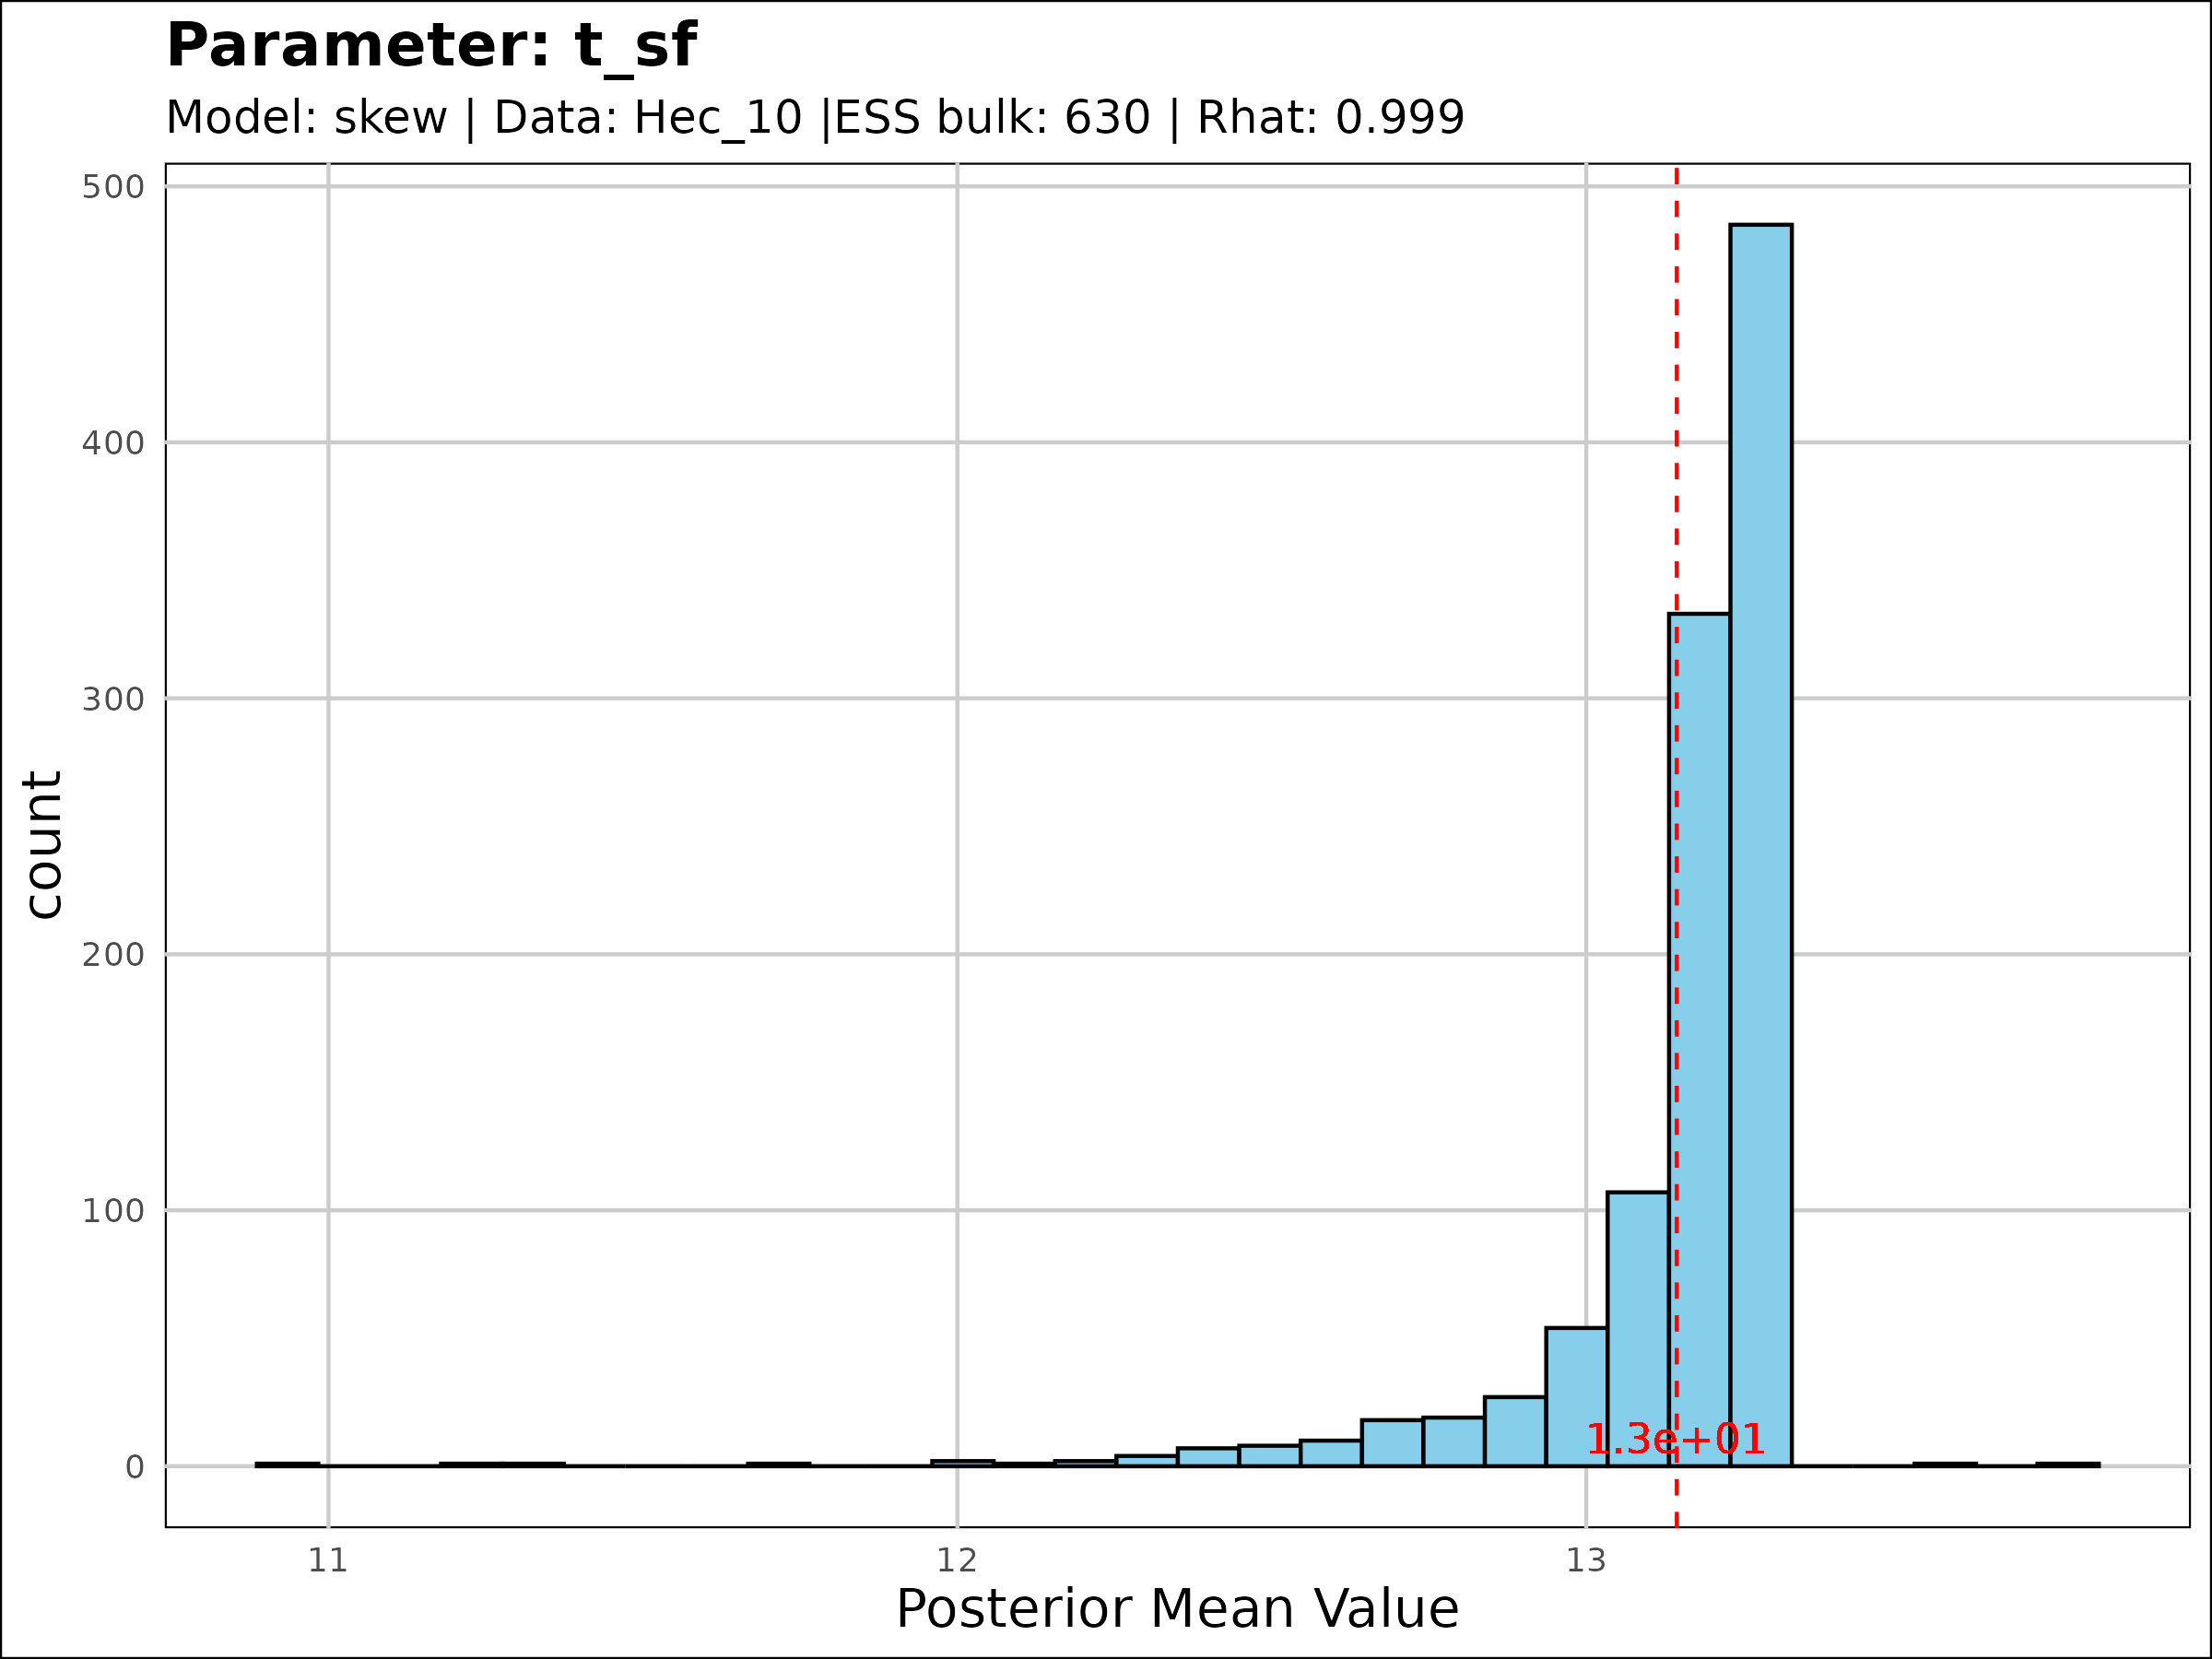 Parameter: t_sf
Model: skew | Data: Hec_10 |ESS bulk: 630 | Rhat: 0.999
500
400
300
200
100
0
count
1.3e+01
11
12
13
Posterior Mean Value